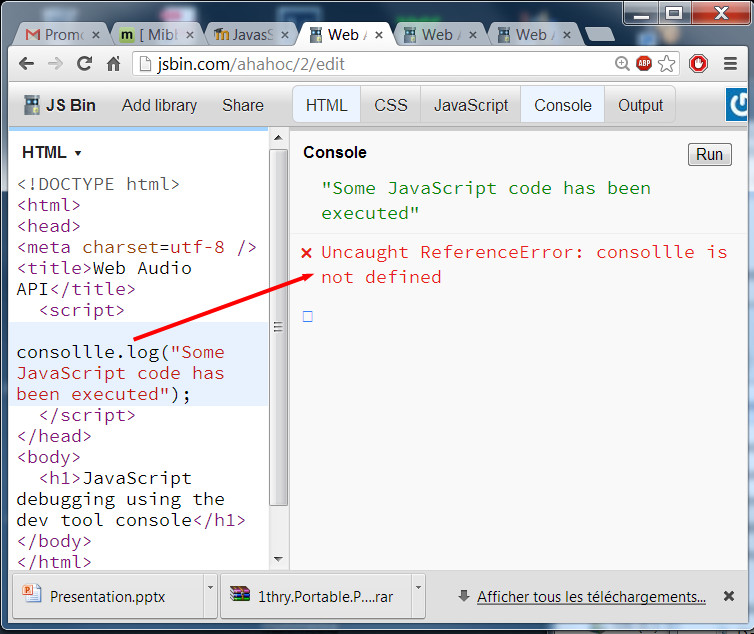 Promo
[ Mibb
JavaS
Web A
Web A
Web A
jsbin.com/ahahoc/2/edit
ABP
JS Bin Add library Share HTML CSS JavaScript Console Output
HTML
<!DOCTYPE html>
<html>
<head>
<meta charset=utf-8 />
<title>Web Audio
API</title>
<script>
consollle.log("Some
JavaScript code has
been executed");
</script>
</head>
<body>
<h1>JavaScript
debugging using the
dev tool console</h1>
</body>
</html>
Console
Run
"Some JavaScript code has been
executed"
Uncaught ReferenceError: consollle is
not defined
Presentation.pptx
1thry.Portable.P....rar
Afficher tous les téléchargements...